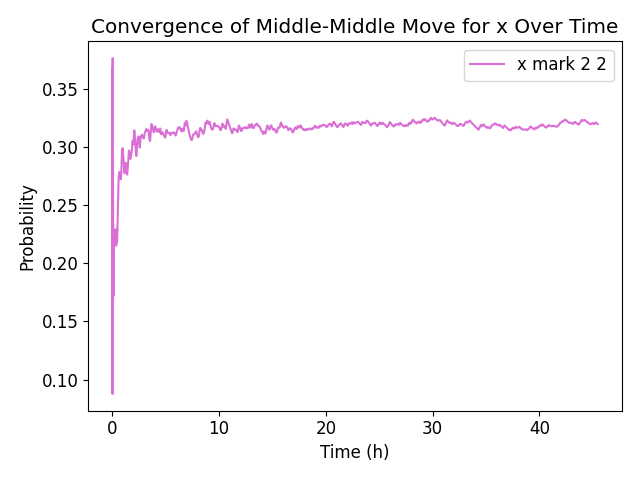 Convergence of Middle-Middle Move for x Over Time
x mark 2 2
Probability
0.35
0.30
0.25
0.20
0.15
0.10
0
10
20
30
40
Time (h)